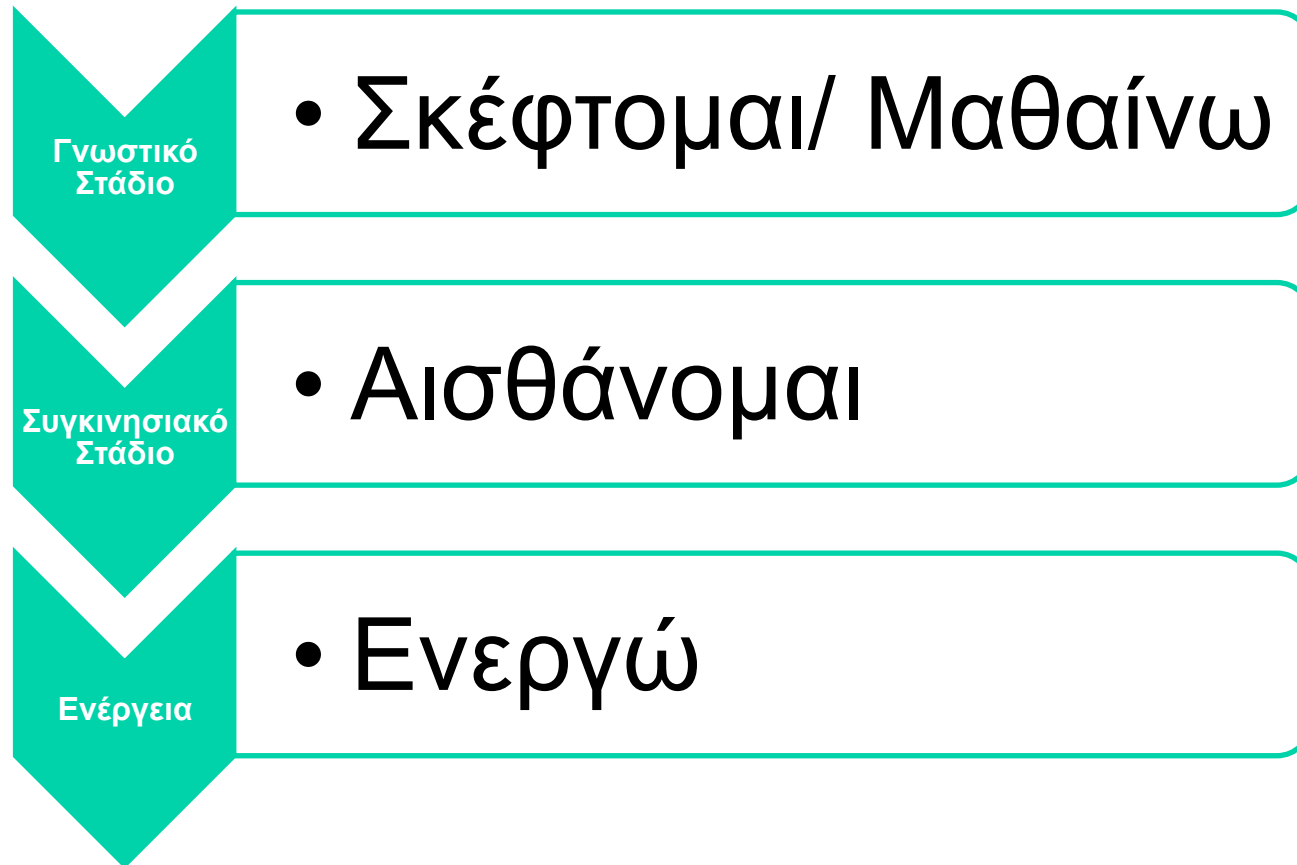 Γνωστικό
Στάδιο
• Σκέφτομαι/ Μαθαίνω
Συγκινησιακό
Στάδιο
• Αισθάνομαι
Ενέργεια
• Ενεργώ